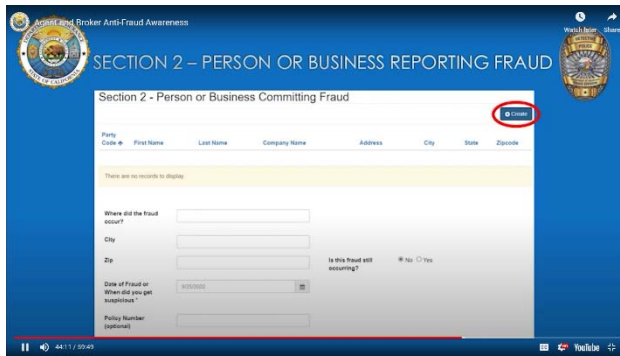 Agent and Broker Anti-Fraud Awareness
Watch later Share
SECTION 2 – PERSON OR BUSINESS REPORTING FRAUD
Section 2 - Person or Business Committing Fraud
Create
Party Code First Name Last Name Company Name Address City State Zipcode
There are no records to display.
Where did the fraud
occur?
City
Zip
Is this fraud still
occurring?
No Yes
Date of Fraud or
When did you get
suspicious *
Policy Number
(optional)
44:11 / 59:49
YouTube